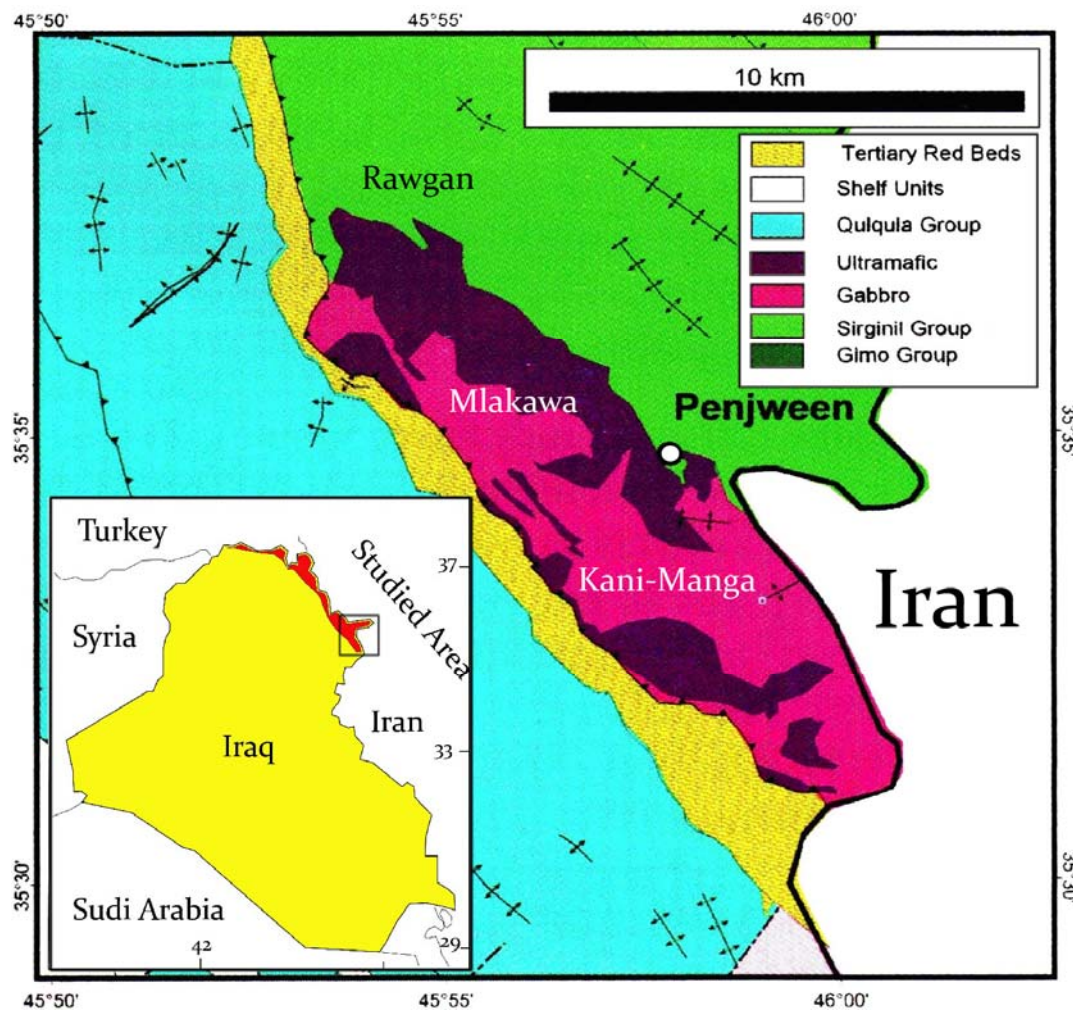 45°50'
45°55'
46°00'
10 km
Tertiary Red Beds
Shelf Units
Qulqula Group
Ultramafic
Gabbro
Sirginil Group
Gimo Group
Rawgan
Mlakawa
Penjween
35°35'
35°35'
Kani-Manga
Iran
Turkey
37
Studied Area
Syria
Iran
Iraq
33
Sudi Arabia
42
29
35°30'
35°30'
45°50'
45°55'
46°00'